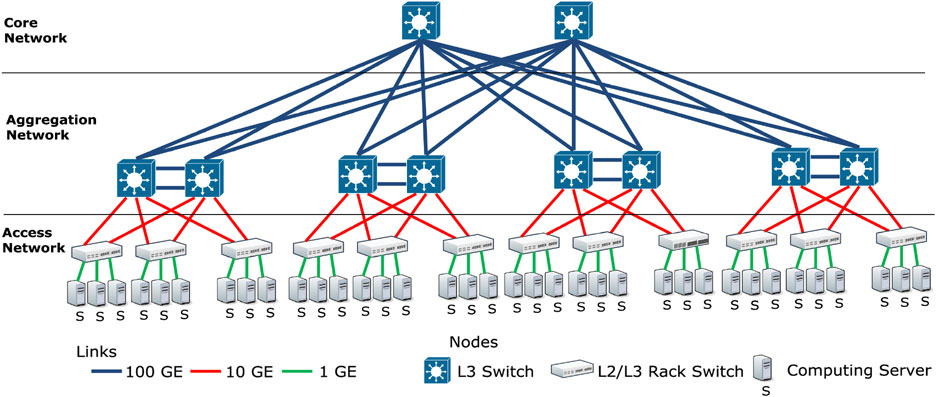 Core
Network
Aggregation
Network
Access
Network
S S S S S S S S S S S S S S S S S S S S S S S S S S S S S S S S S S S S
Links
100 GE
10 GE
1 GE
Nodes
L3 Switch
L2/L3 Rack Switch
Computing Server
S